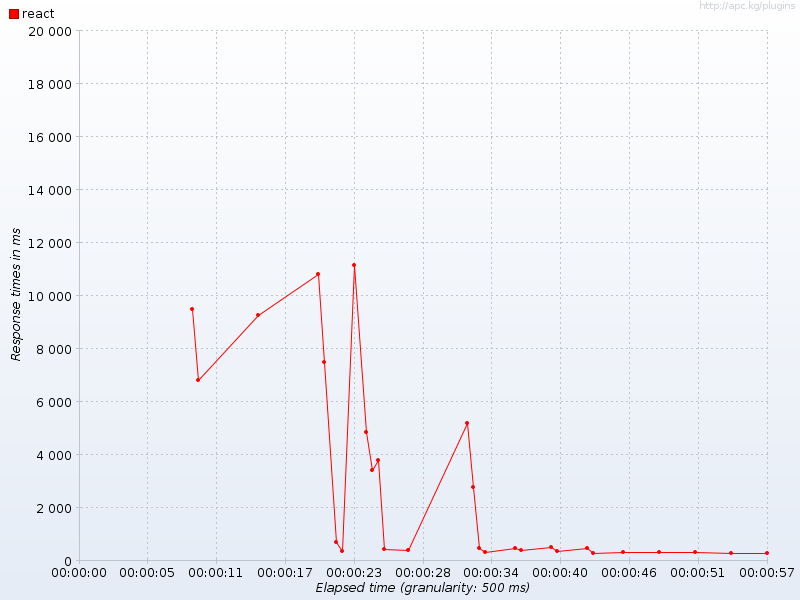 http://apc.kg/plugins
react
20 000
18 000
16 000
14 000
12 000
10 000
8 000
6 000
4 000
2 000
0
Response times in ms
00:00:00 00:00:05 00:00:11 00:00:17 00:00:23 00:00:28 00:00:34 00:00:40 00:00:46 00:00:51 00:00:57
Elapsed time (granularity: 500 ms)